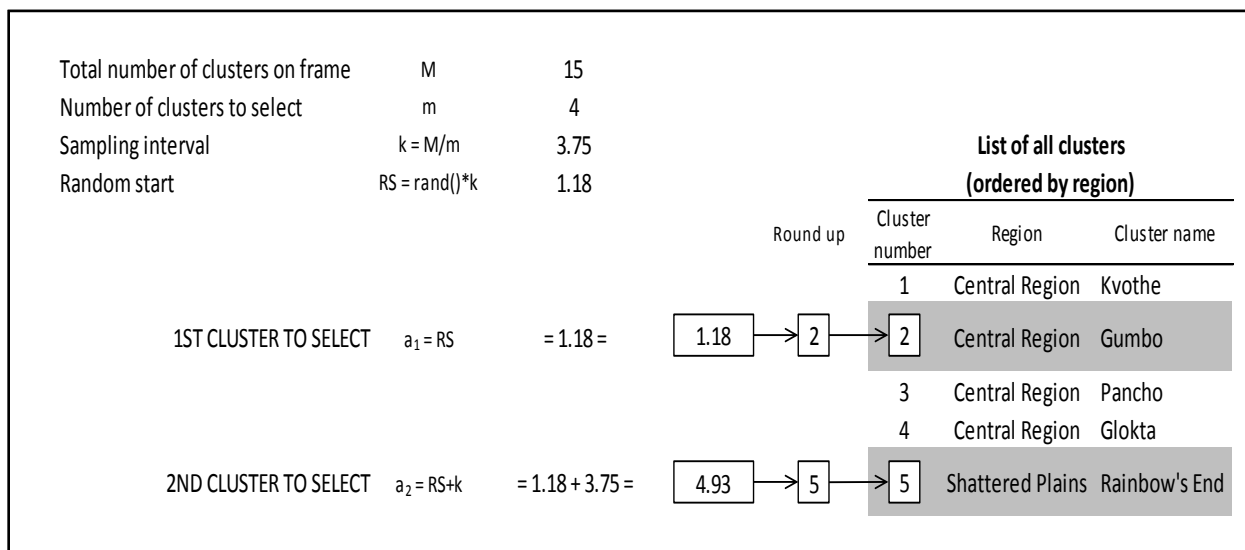 Total number of clusters on frame M 15
Number of clusters to select m 4
Sampling interval k = M/m 3.75
Random start RS = rand()*k 1.18
List of all clusters
(ordered by region)
Round up Cluster number Region Cluster name
1 Central Region Kvothe
1ST CLUSTER TO SELECT a₁ = RS = 1.18 = 1.18 2 2 Central Region Gumbo
3 Central Region Pancho
4 Central Region Glokta
2ND CLUSTER TO SELECT a₂ = RS+k = 1.18 + 3.75 = 4.93 5 5 Shattered Plains Rainbow's End